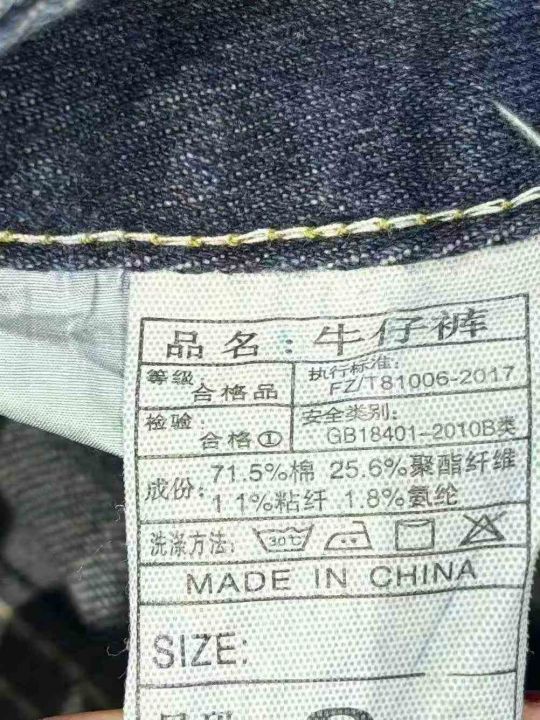 品名：牛仔裤
等级 合格品
执行标准：
FZ/T81006-2017
检验：
合格①
安全类别：
GB18401-2010B类
成份：71.5%棉 25.6%聚酯纤维
1.1%粘纤 1.8%氨纶
洗涤方法：30℃
MADE IN CHINA
SIZE: